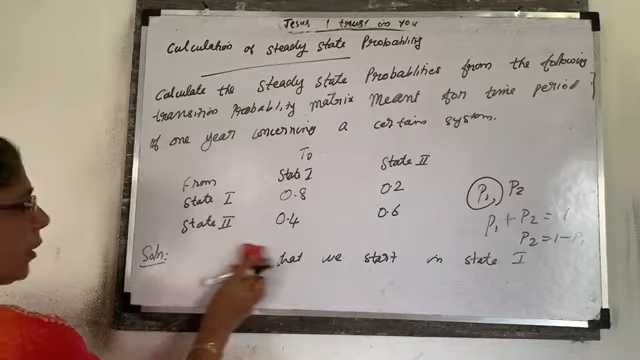 Jesus I trust in you
Calculation of steady state Probability
Calculate the steady state Probabilities from the following
transition Probability matrix meant for time period
of one year concerning a certain system.
To
From State I State II
State I 0.8 0.2
State II 0.4 0.6
P1, P2
P1 + P2 = 1
P2 = 1 - P1
Soln: that we start in state I